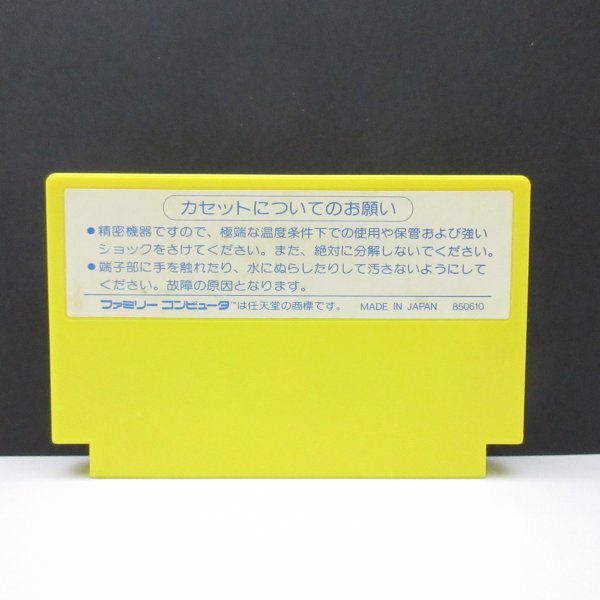 カセットについてのお願い
●精密機器ですので、極端な温度条件下での使用や保管および強い
ショックをさけてください。また、絶対に分解しないでください。
●端子部に手を触れたり、水にぬらしたりして汚さないようにして
ください。故障の原因となります。
ファミリーコンピュータ™は任天堂の商標です。 MADE IN JAPAN 850610